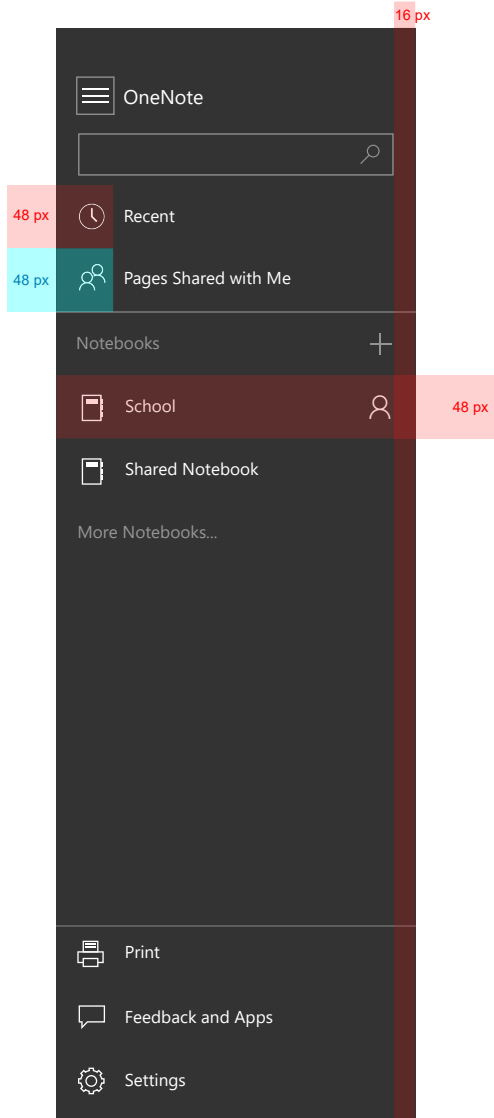 16 px
OneNote
48 px
Recent
48 px
Pages Shared with Me
Notebooks
School
48 px
Shared Notebook
More Notebooks...
Print
Feedback and Apps
Settings